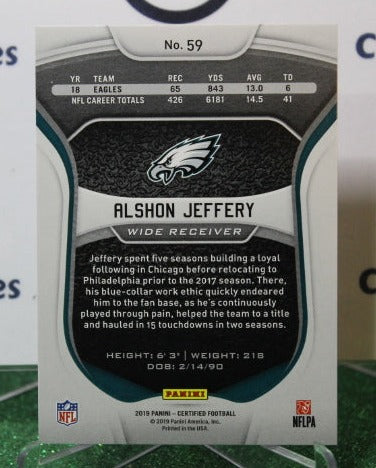 No. 59
YR TEAM REC YDS AVG TD
18 EAGLES 65 843 13.0 6
NFL CAREER TOTALS 426 6181 14.5 41
ALSHON JEFFERY
WIDE RECEIVER
Jeffery spent five seasons building a loyal
following in Chicago before relocating to
Philadelphia prior to the 2017 season. There,
his blue-collar work ethic quickly endeared
him to the fan base, as he's continuously
played through pain, helped the team to a title
and hauled in 15 touchdowns in two seasons.
HEIGHT: 6' 3" | WEIGHT: 218
DOB: 2/14/90
PANINI
NFL
2019 PANINI - CERTIFIED FOOTBALL
© 2019 Panini America, Inc.
Printed in the USA.
NFLPA